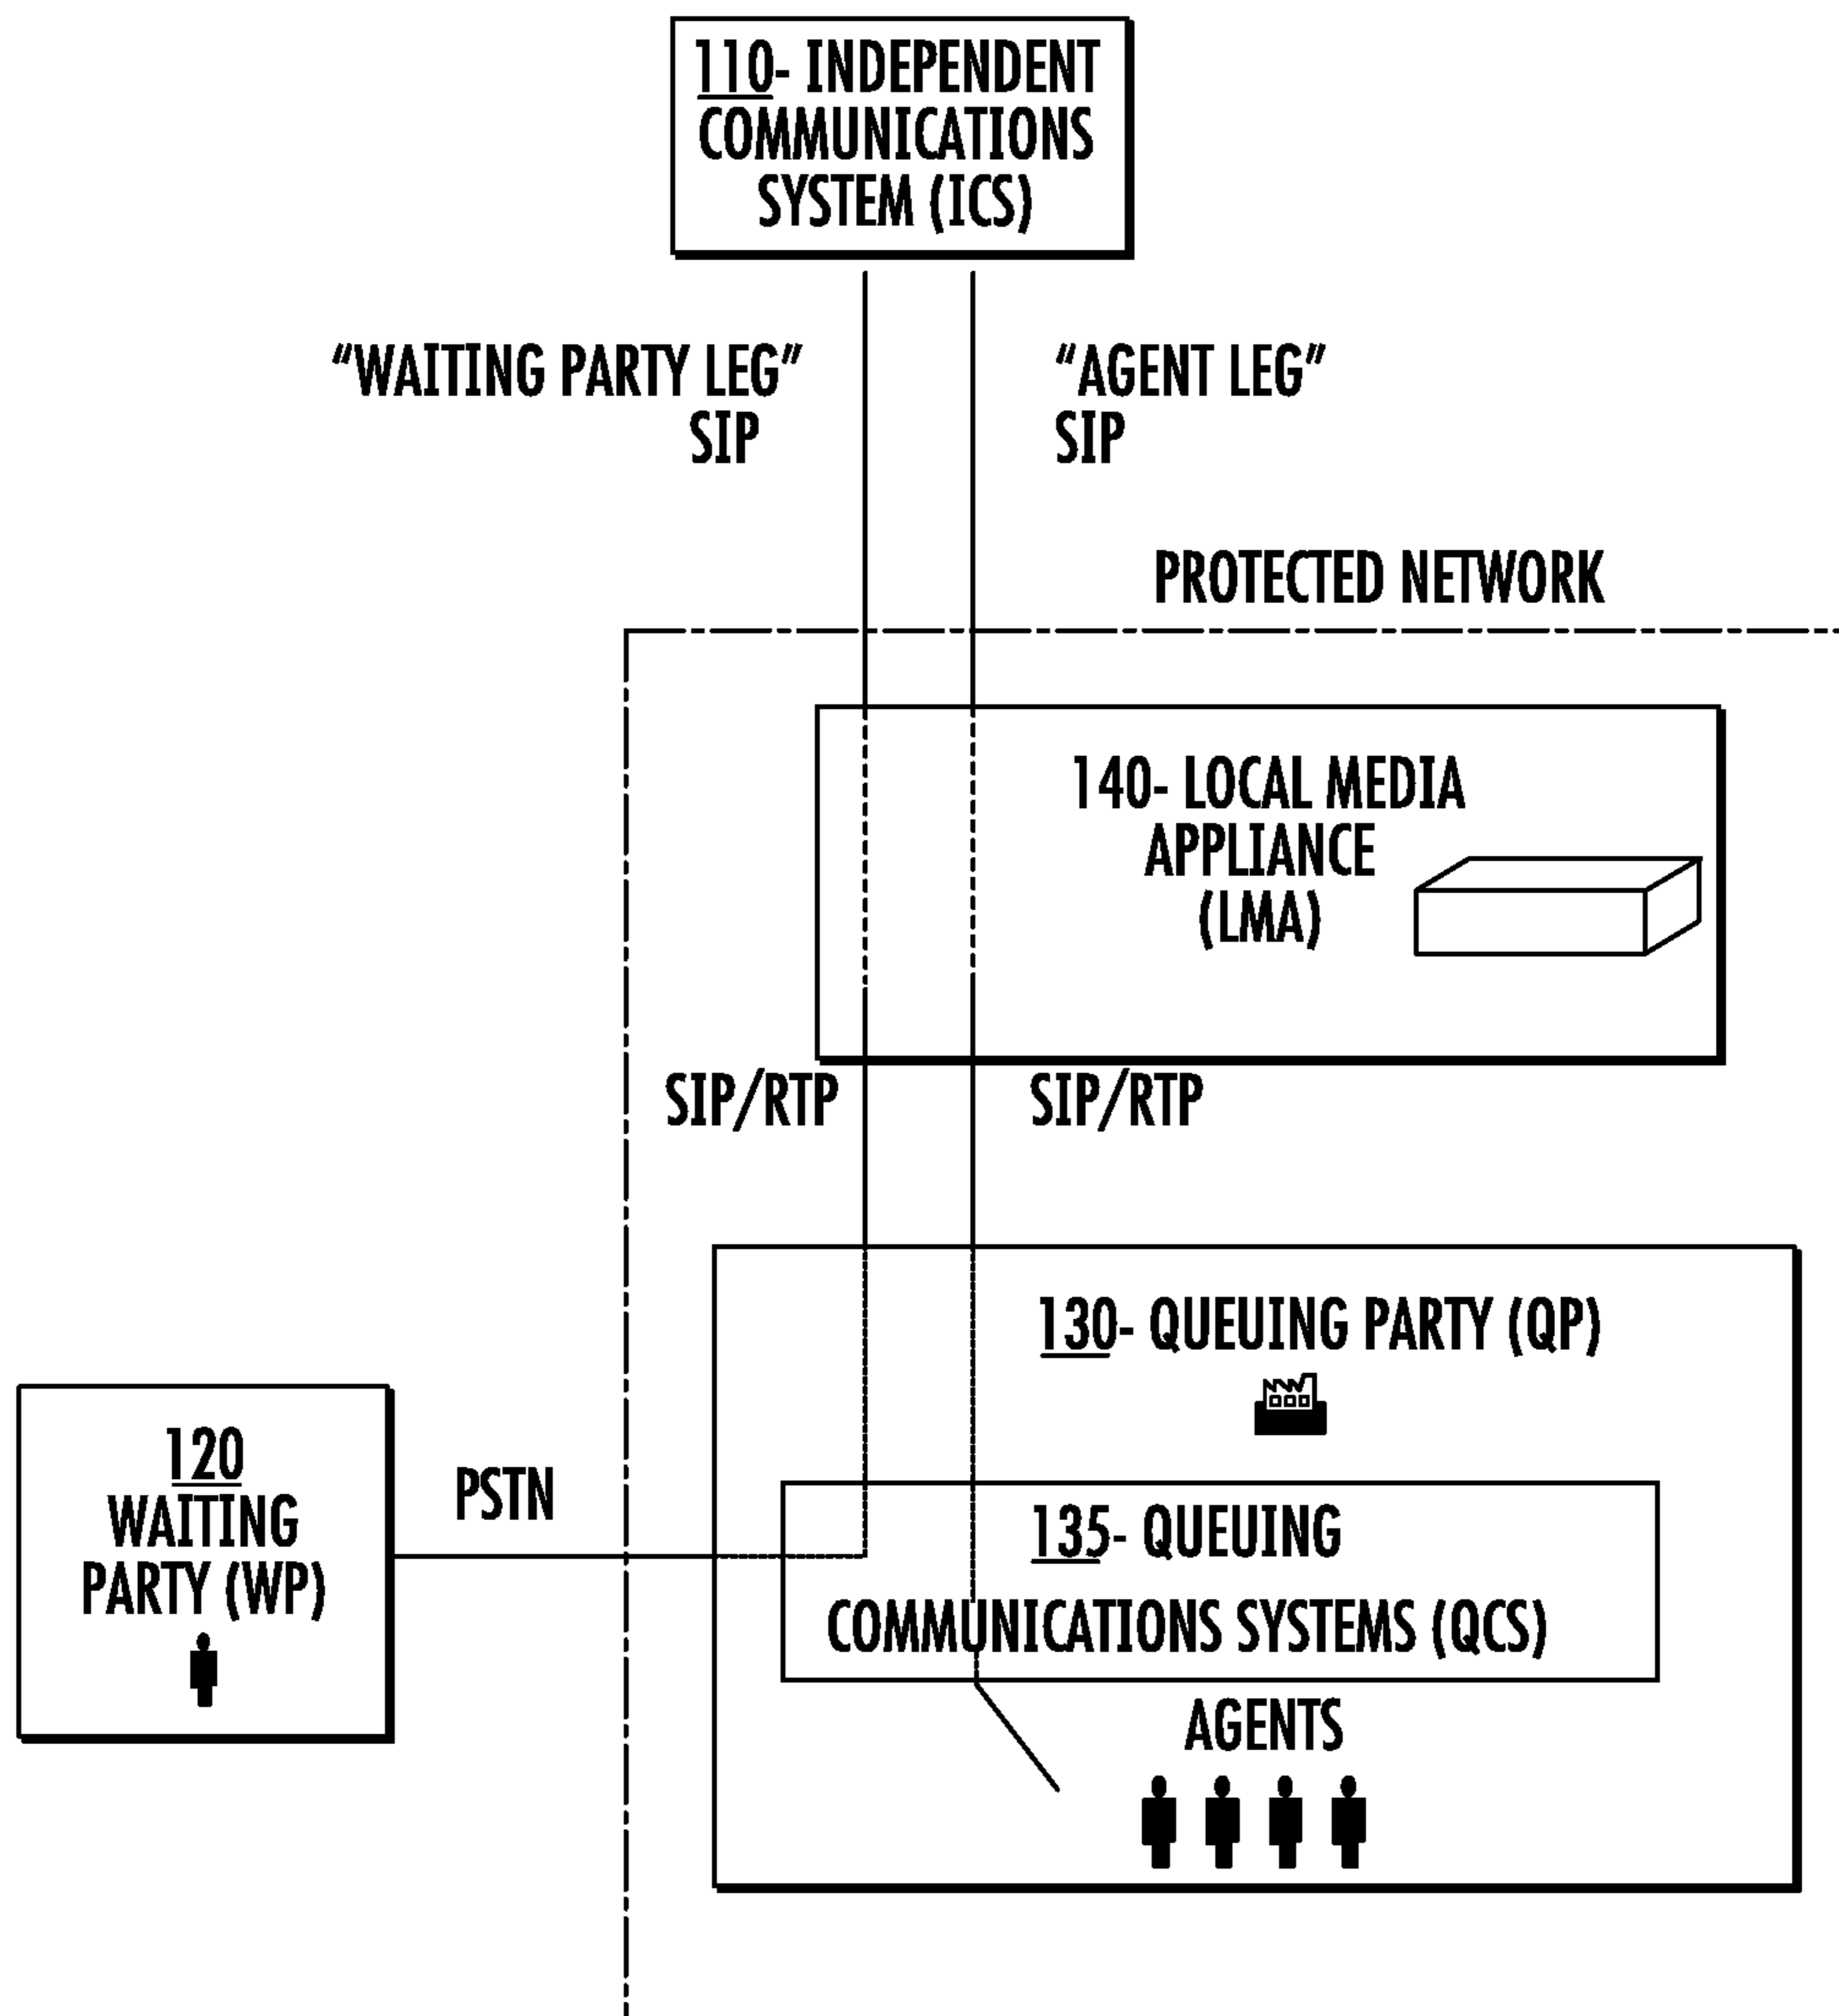 110- INDEPENDENT
COMMUNICATIONS
SYSTEM (ICS)
"WAITING PARTY LEG"
SIP
"AGENT LEG"
SIP
PROTECTED NETWORK
140- LOCAL MEDIA
APPLIANCE
(LMA)
SIP/RTP
SIP/RTP
130- QUEUING PARTY (QP)
120
WAITING
PARTY (WP)
PSTN
135- QUEUING
COMMUNICATIONS SYSTEMS (QCS)
AGENTS